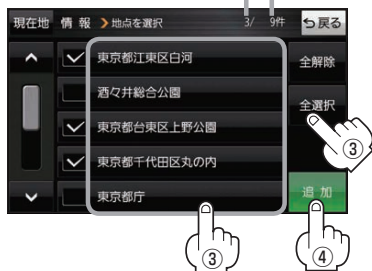 現在地 情報 地点を選択 3/ 9件 戻る
東京都江東区白河 全解除
酒々井総合公園
全選択
東京都台東区上野公園
③
東京都千代田区丸の内
東京都庁 追加
③ ④